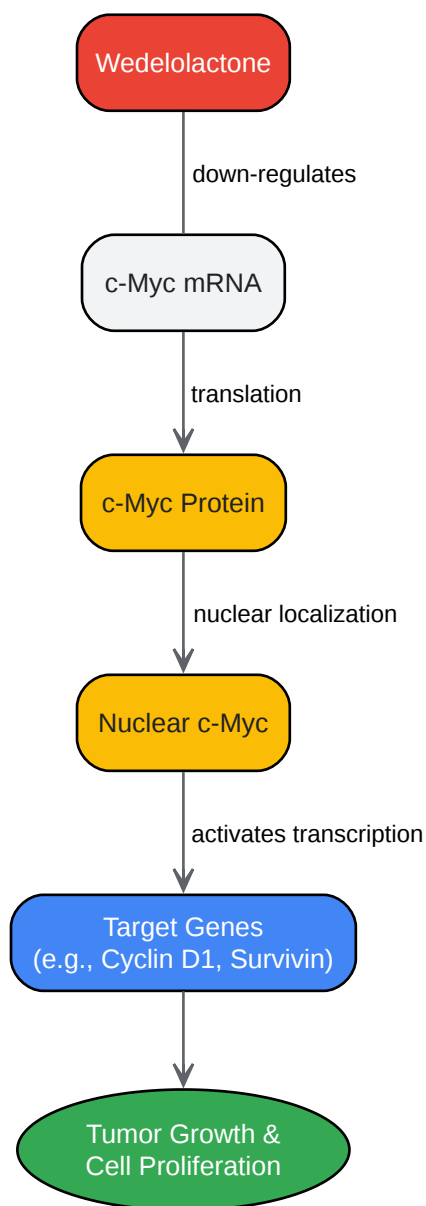 Wedelolactone
down-regulates
c-Myc mRNA
translation
c-Myc Protein
nuclear localization
Nuclear c-Myc
activates transcription
Target Genes
(e.g., Cyclin D1, Survivin)
Tumor Growth &
Cell Proliferation